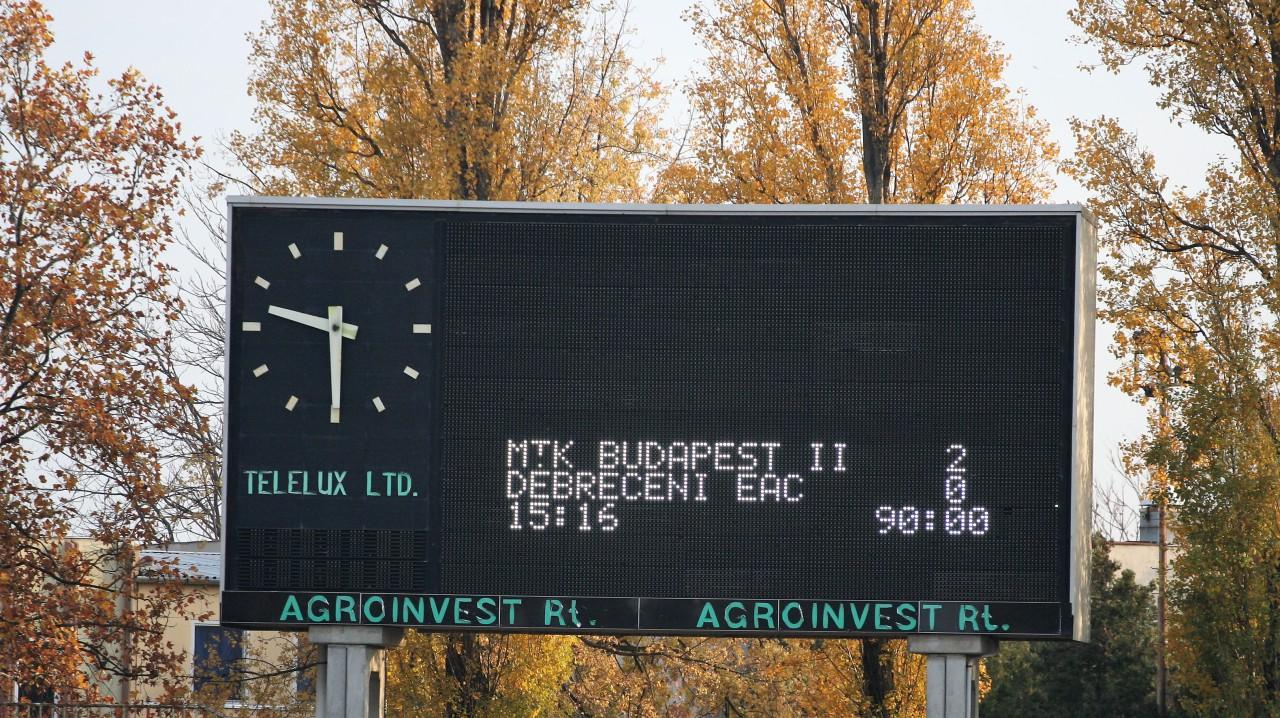 TELELUX LTD.
MTK BUDAPEST II 2
DEBRECENI EAC 0
15:16 90:00
AGROINVEST Rt. AGROINVEST Rt.